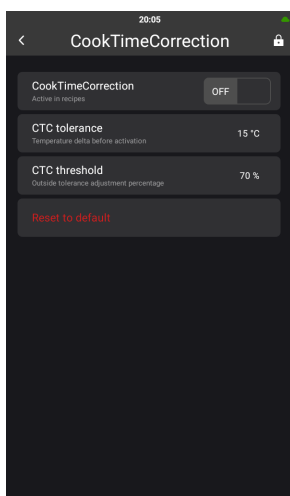 20:05
CookTimeCorrection
CookTimeCorrection
Active in recipes
OFF
CTC tolerance
Temperature delta before activation
15 °C
CTC threshold
Outside tolerance adjustment percentage
70 %
Reset to default